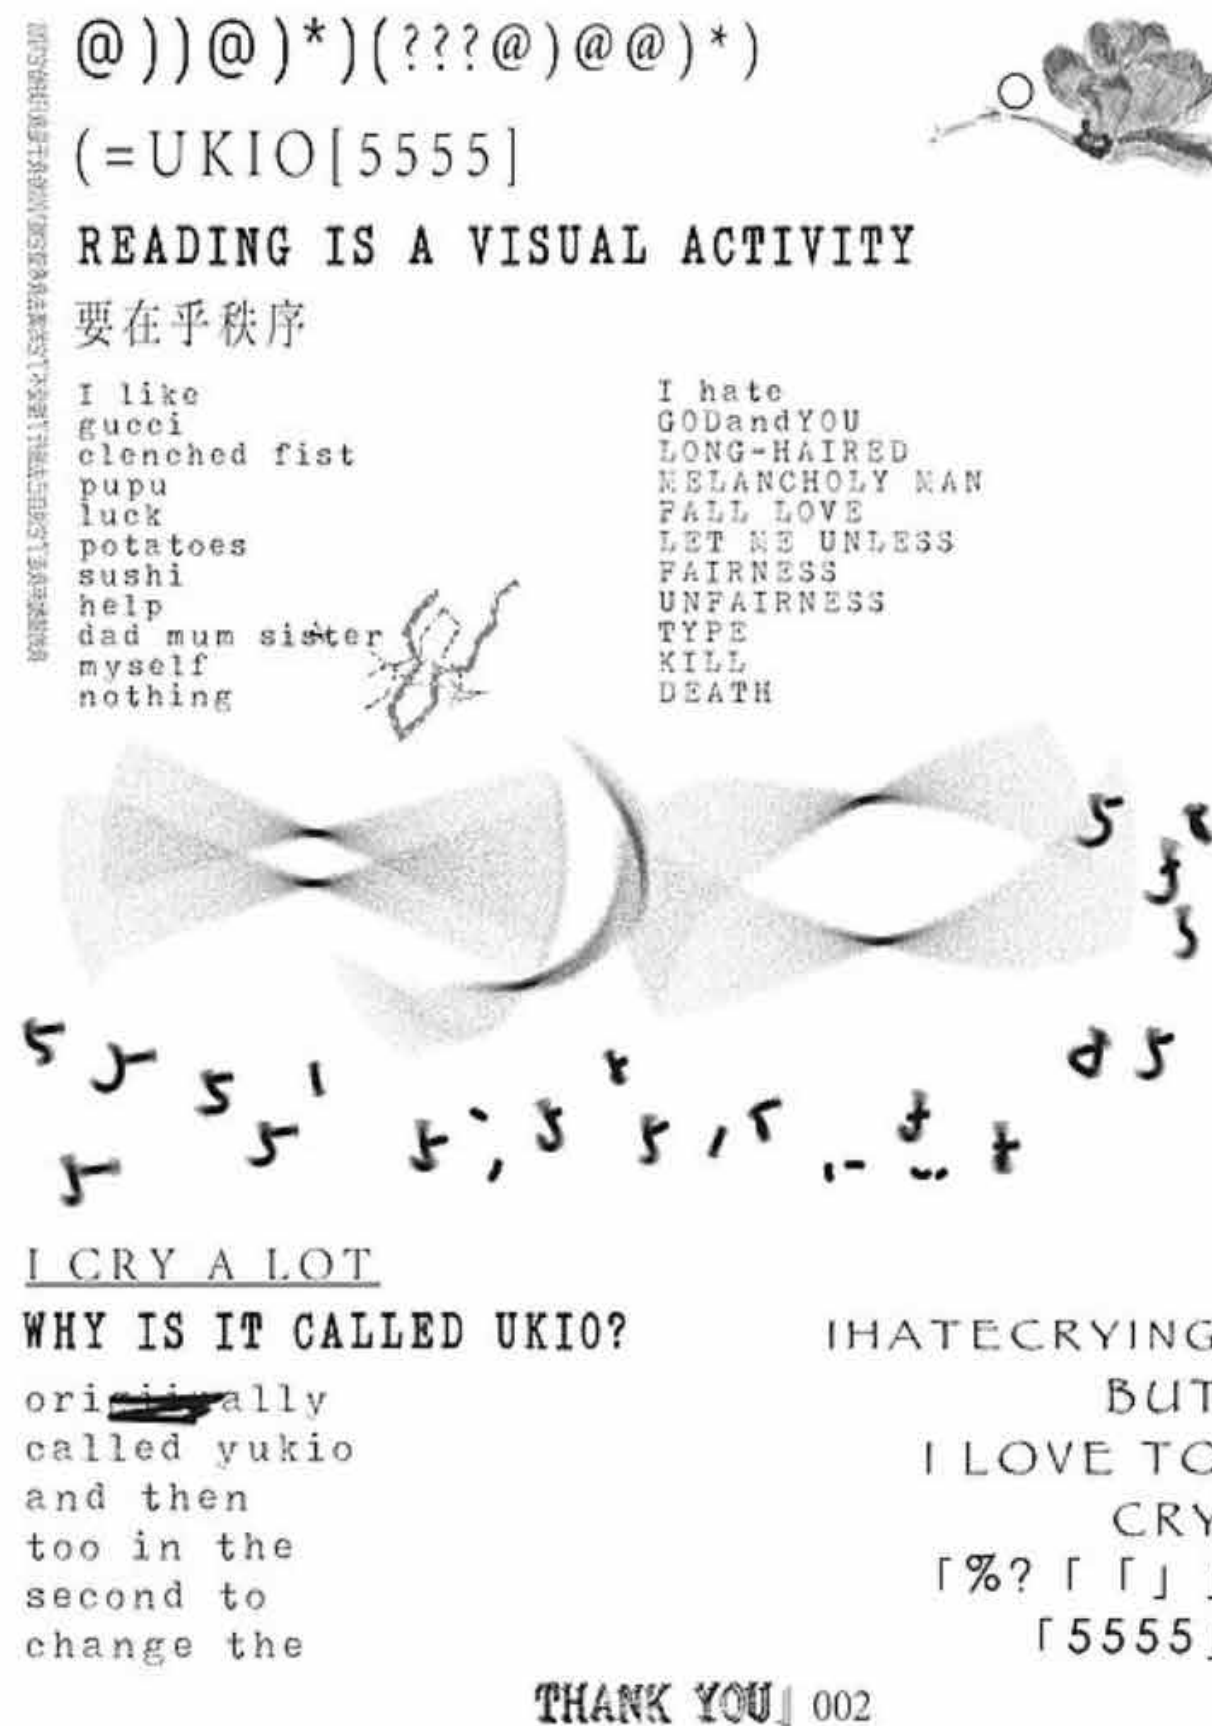 @))@)*)(???@)@@)*)
(=UKIO[5555]
READING IS A VISUAL ACTIVITY
要在乎秩序
I like
gucci
clenched fist
pupu
luck
potatoes
sushi
help
dad mum sister
myself
nothing
I hate
GODandYOU
LONG-HAIRED
MELANCHOLY MAN
FALL LOVE
LET ME UNLESS
FAIRNESS
UNFAIRNESS
TYPE
KILL
DEATH
I CRY A LOT
WHY IS IT CALLED UKIO?
called yukio
and then
too in the
second to
change the
IHATECRYING
BUT
I LOVE TO
CRY
「%?「「」
「5555」
THANK YOU』002